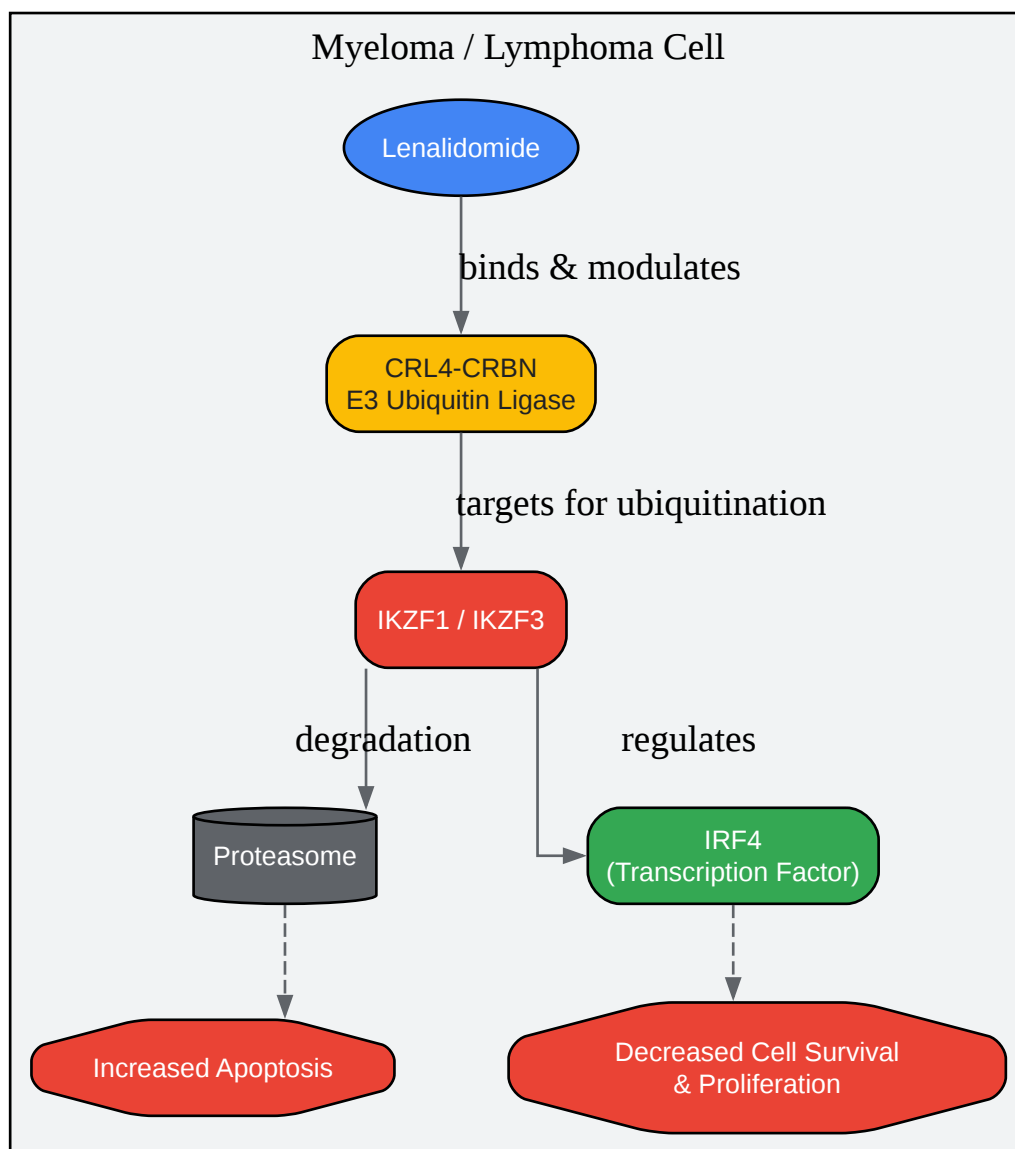 Myeloma / Lymphoma Cell
Lenalidomide
binds & modulates
CRL4-CRBN
E3 Ubiquitin Ligase
targets for ubiquitination
IKZF1 / IKZF3
degradation
regulates
Proteasome
IRF4
(Transcription Factor)
Increased Apoptosis
Decreased Cell Survival
& Proliferation